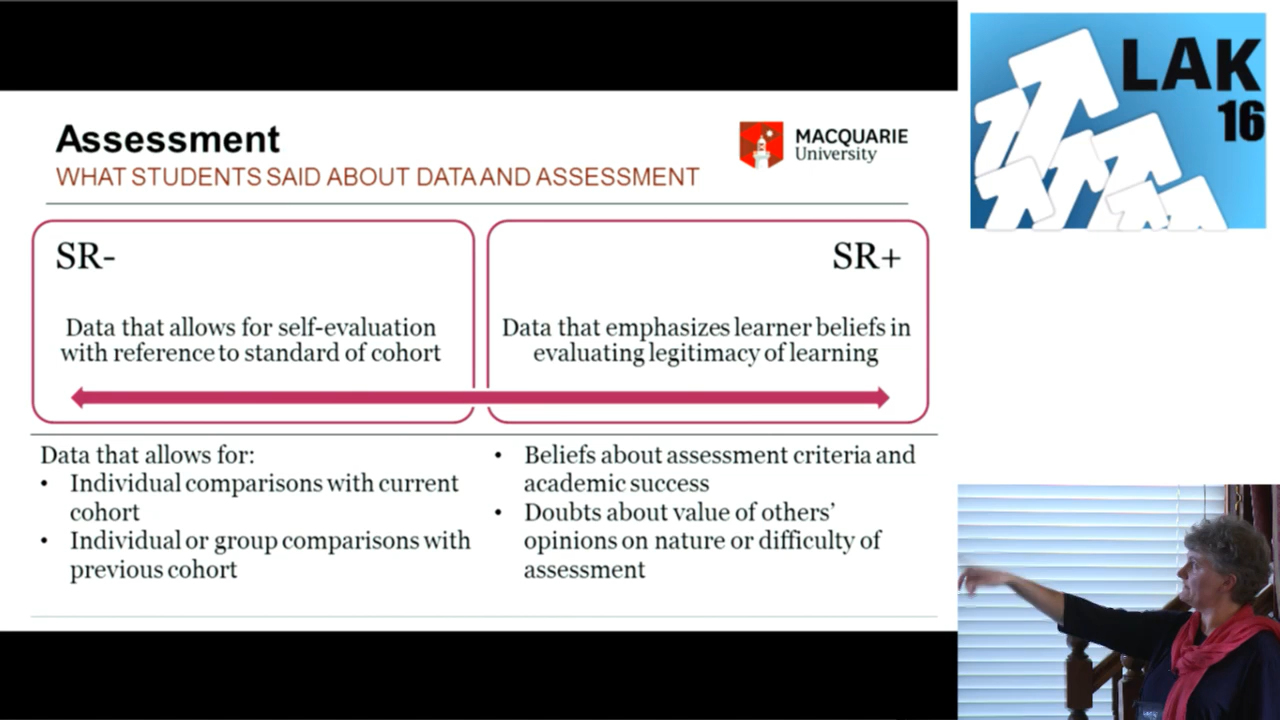 Assessment
WHAT STUDENTS SAID ABOUT DATA AND ASSESSMENT
MACQUARIE
University
LAK
16
SR-
Data that allows for self-evaluation
with reference to standard of cohort
SR+
Data that emphasizes learner beliefs in
evaluating legitimacy of learning
Data that allows for:
• Individual comparisons with current
cohort
• Individual or group comparisons with
previous cohort
• Beliefs about assessment criteria and
academic success
• Doubts about value of others’
opinions on nature or difficulty of
assessment